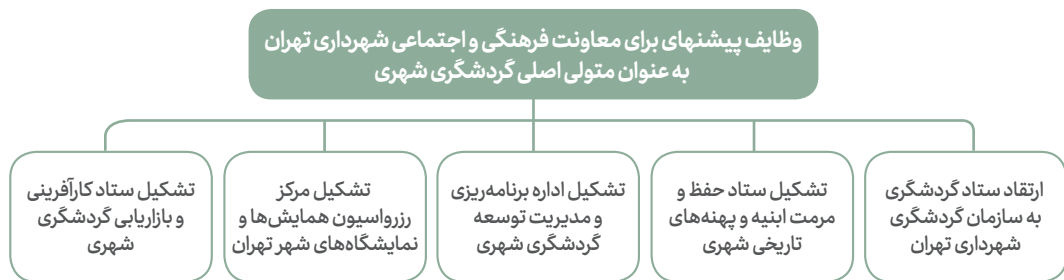 وظایف پیشنهای برای معاونت فرهنگی و اجتماعی شهرداری تهران
به عنوان متولی اصلی گردشگری شهری
ارتقاد ستاد گردشگری
به سازمان گردشگری
شهرداری تهران
تشکیل ستاد حفظ و
مرمت ابنیه و پهنه‌های
تاریخی شهری
تشکیل اداره برنامه‌ریزی
و مدیریت توسعه
گردشگری شهری
تشکیل مرکز
رزرواسیون همایش‌ها و
نمایشگاه‌های شهر تهران
تشکیل ستاد کارآفرینی
و بازاریابی گردشگری
شهری